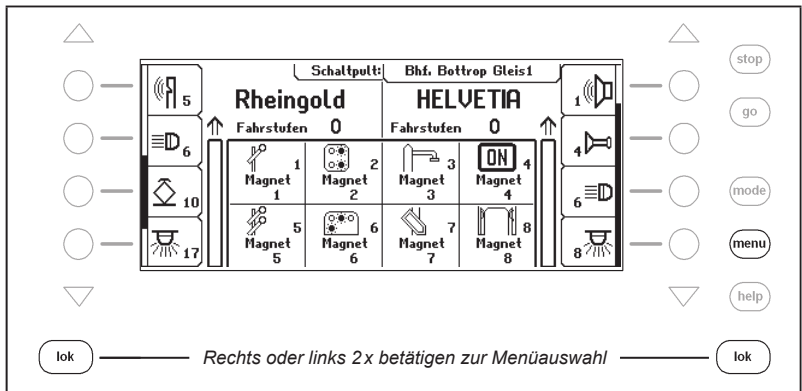 Schaltpult: Bhf. Bottrop Gleis1
Rheingold HELVETIA
Fahrstufen 0 Fahrstufen 0
5 1
6 4
10 6
17 8
1 2 3 ON 4
Magnet 1 Magnet 2 Magnet 3 Magnet 4
5 6 7 8
Magnet 5 Magnet 6 Magnet 7 Magnet 8
stop
go
mode
menu
help
lok Rechts oder links 2x betätigen zur Menüauswahl lok